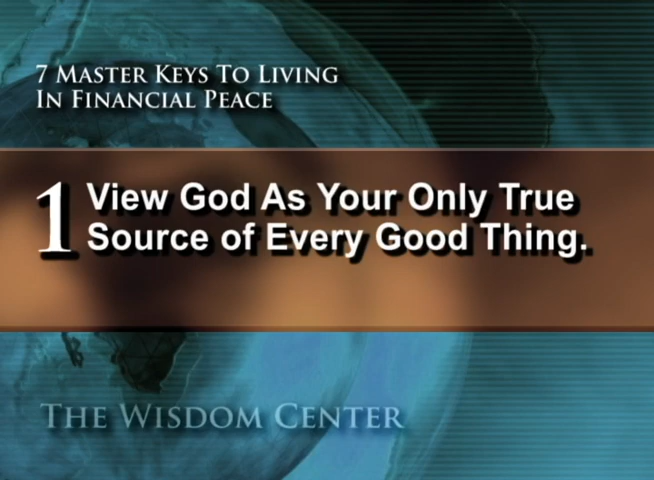 7 Master Keys To Living
In Financial Peace
1 View God As Your Only True
Source of Every Good Thing.
The Wisdom Center